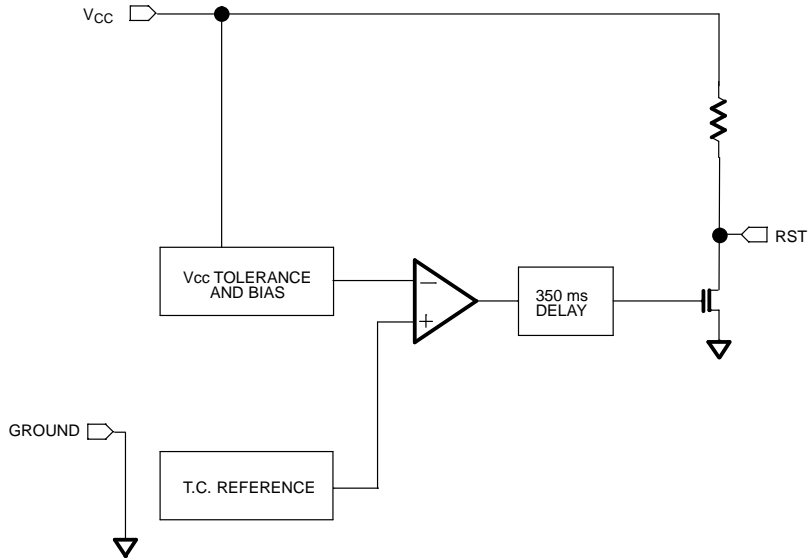 VCC
RST
Vcc TOLERANCE
AND BIAS
−
+
350 ms
DELAY
GROUND
T.C. REFERENCE